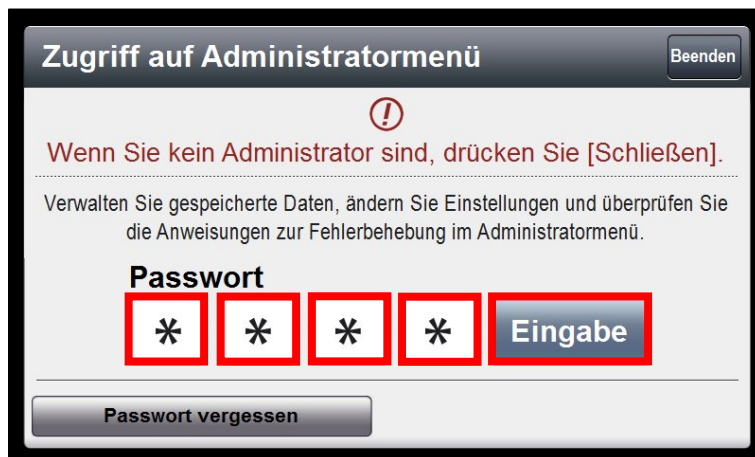 Zugriff auf Administratormenü
Beenden
Wenn Sie kein Administrator sind, drücken Sie [Schließen].
Verwalten Sie gespeicherte Daten, ändern Sie Einstellungen und überprüfen Sie
die Anweisungen zur Fehlerbehebung im Administratormenü.
Passwort
* * * * Eingabe
Passwort vergessen